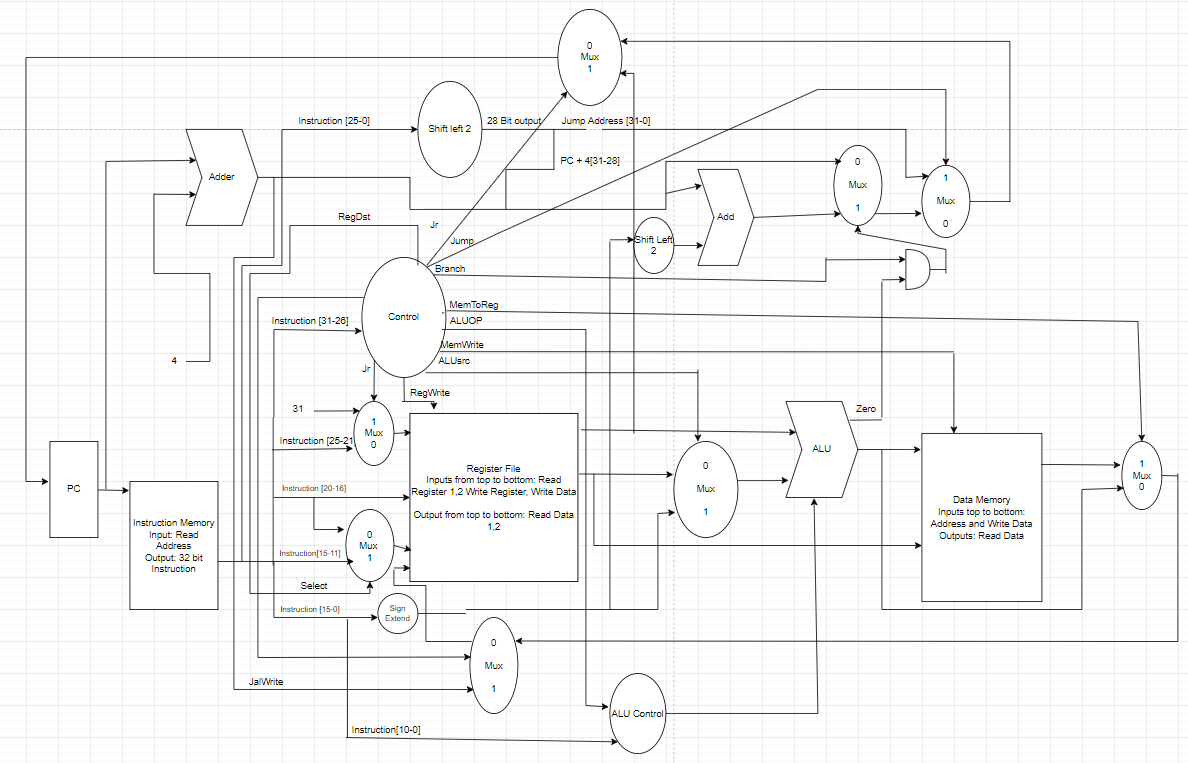 0
Mux
1
Instruction [25-0]
Shift left 2
28 Bit output
Jump Address [31-0]
PC + 4[31-28]
Adder
0
Mux
1
1
Mux
0
RegDst
Jr
Add
Jump
Shift Left
2
Branch
MemToReg
Control
Instruction [31-26]
ALUOP
MemWrite
4
ALUsrc
Jr
RegWrite
31
Zero
1
Mux
0
Instruction [25-21
ALU
Register File
Inputs from top to bottom: Read
Register 1,2 Write Register, Write Data
Output from top to bottom: Read Data
1,2
0
Mux
1
1
Mux
0
PC
Instruction [20-16]
Data Memory
Inputs top to bottom:
Address and Write Data
Outputs: Read Data
Instruction Memory
Input: Read
Address
Output: 32 bit
Instruction
0
Mux
1
Instruction[15-11]
Select
Instruction [15-0]
Sign
Extend
0
Mux
1
JalWrite
ALU Control
Instruction[10-0]